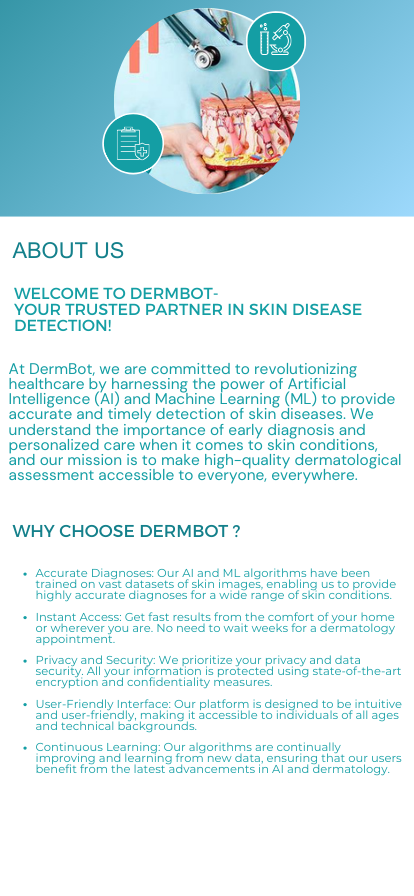 ABOUT US
WELCOME TO DERMBOT-
YOUR TRUSTED PARTNER IN SKIN DISEASE
DETECTION!
At DermBot, we are committed to revolutionizing
healthcare by harnessing the power of Artificial
Intelligence (AI) and Machine Learning (ML) to provide
accurate and timely detection of skin diseases. We
understand the importance of early diagnosis and
personalized care when it comes to skin conditions,
and our mission is to make high-quality dermatological
assessment accessible to everyone, everywhere.
WHY CHOOSE DERMBOT ?
• Accurate Diagnoses: Our AI and ML algorithms have been
trained on vast datasets of skin images, enabling us to provide
highly accurate diagnoses for a wide range of skin conditions.
• Instant Access: Get fast results from the comfort of your home
or wherever you are. No need to wait weeks for a dermatology
appointment.
• Privacy and Security: We prioritize your privacy and data
security. All your information is protected using state-of-the-art
encryption and confidentiality measures.
• User-Friendly Interface: Our platform is designed to be intuitive
and user-friendly, making it accessible to individuals of all ages
and technical backgrounds.
• Continuous Learning: Our algorithms are continually
improving and learning from new data, ensuring that our users
benefit from the latest advancements in AI and dermatology.